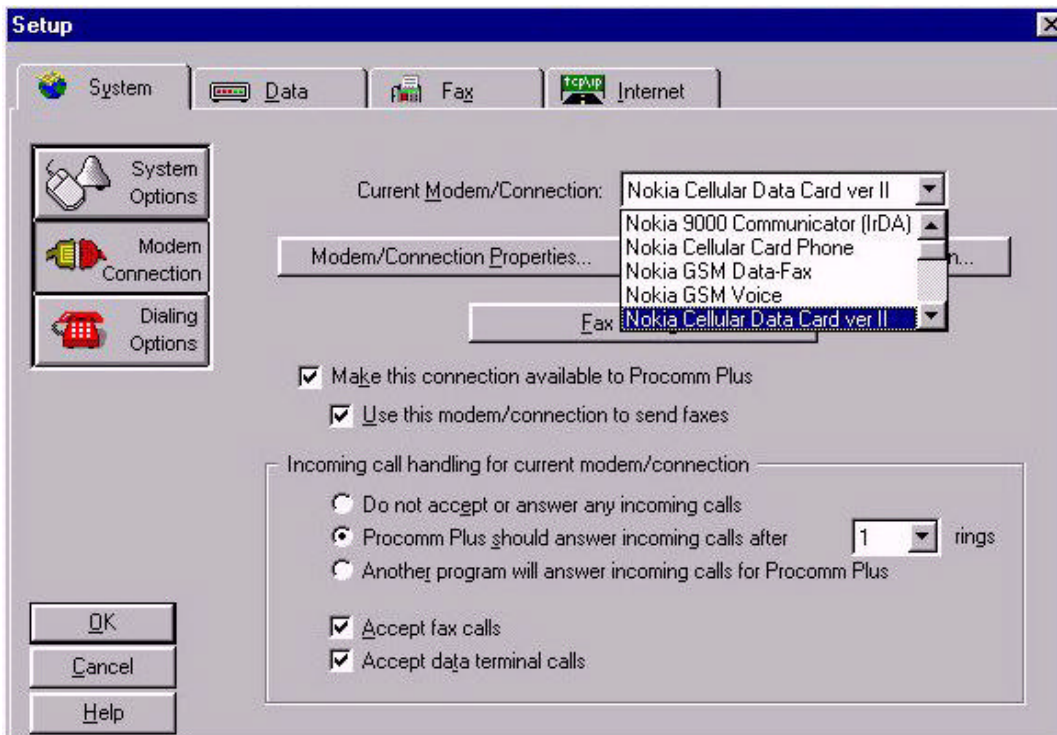 Setup
System
Data
Fax
tcp\ip
Internet
System
Options
Modem
Connection
Dialing
Options
Current Modem/Connection:
Nokia Cellular Data Card ver II
Nokia 9000 Communicator (IrDA)
Nokia Cellular Card Phone
Nokia GSM Data-Fax
Nokia GSM Voice
Nokia Cellular Data Card ver II
Modem/Connection Properties...
n...
Fax
Make this connection available to Procomm Plus
Use this modem/connection to send faxes
Incoming call handling for current modem/connection
Do not accept or answer any incoming calls
Procomm Plus should answer incoming calls after 1 rings
Another program will answer incoming calls for Procomm Plus
Accept fax calls
Accept data terminal calls
OK
Cancel
Help